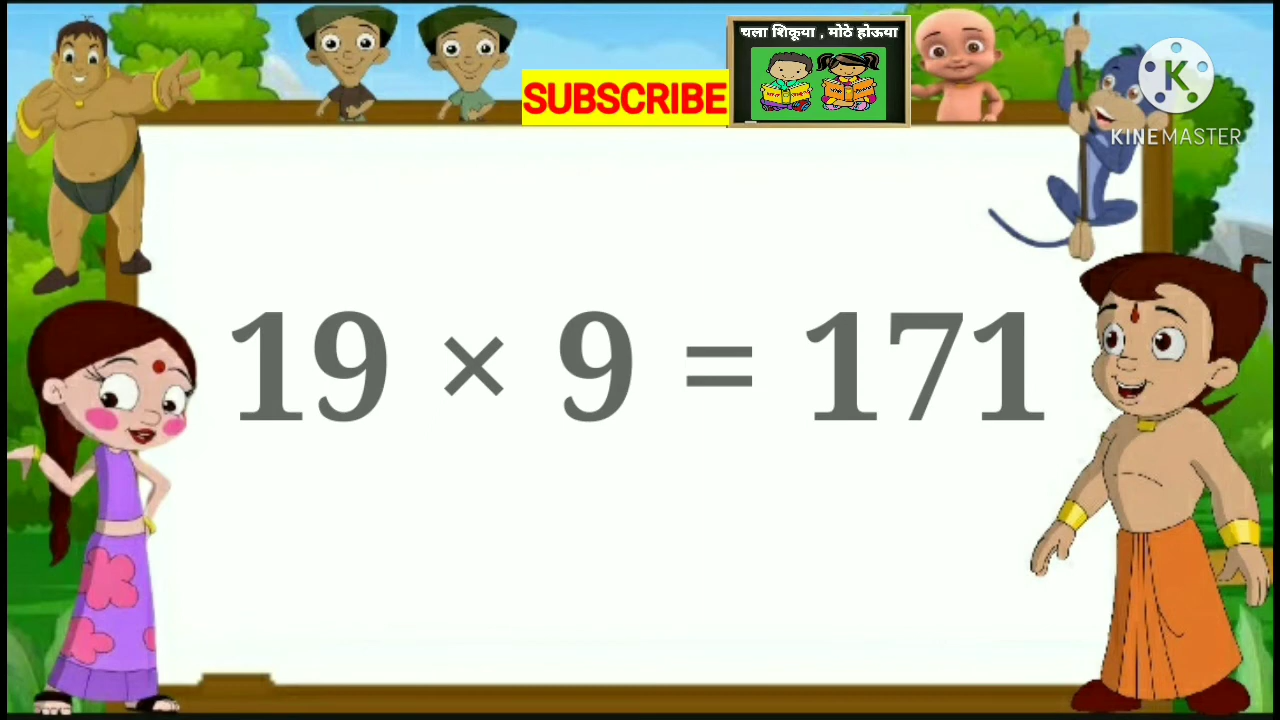 चला शिकूया , मोठे होऊया
SUBSCRIBE
K
KINEMASTER
19 × 9 = 171